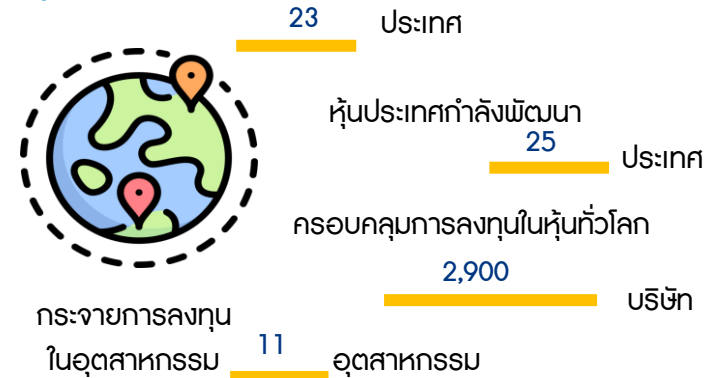 23 ประเทศ
หุ้นประเทศกำลังพัฒนา
25 ประเทศ
ครอบคลุมการลงทุนในหุ้นทั่วโลก
2,900 บริษัท
กระจายการลงทุน
ในอุตสาหกรรม 11 อุตสาหกรรม